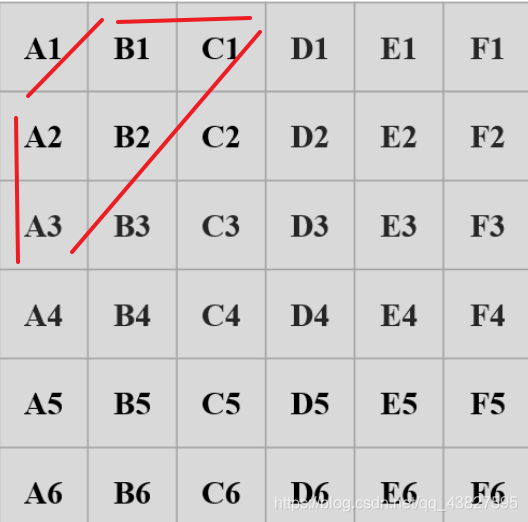 A1 B1 C1 D1 E1 F1
A2 B2 C2 D2 E2 F2
A3 B3 C3 D3 E3 F3
A4 B4 C4 D4 E4 F4
A5 B5 C5 D5 E5 F5
A6 B6 C6 D6 E6 F6
https://blog.csdn.net/qq_43827595